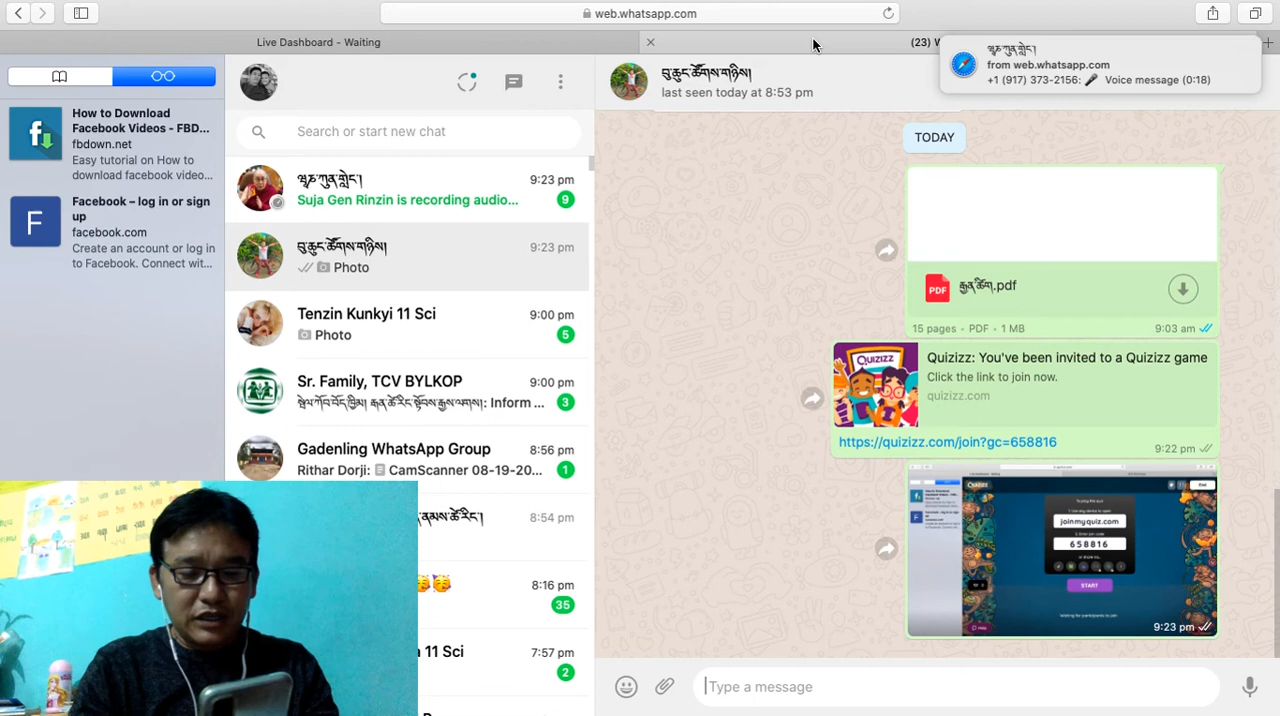 web.whatsapp.com
Live Dashboard - Waiting
(23) W
ཝཱ་ཎ་ཀུན་གླེང་།
from web.whatsapp.com
+1 (917) 373-2156: 🎤 Voice message (0:18)
How to Download
Facebook Videos - FBD...
fbdown.net
Easy tutorial on How to
download facebook video...
Facebook – log in or sign
up
facebook.com
Create an account or log in
to Facebook. Connect wit...
Search or start new chat
9:23 pm
Suja Gen Rinzin is recording audio...
9
བུ་ཆུང་ཚོགས་གཉིས།
9:23 pm
Photo
Tenzin Kunkyi 11 Sci
9:00 pm
Photo
5
Sr. Family, TCV BYLKOP
9:00 pm
Inform ...
3
Gadenling WhatsApp Group
8:56 pm
Rithar Dorji: CamScanner 08-19-20...
1
8:54 pm
8:16 pm
35
11 Sci
7:57 pm
2
བུ་ཆུང་ཚོགས་གཉིས།
last seen today at 8:53 pm
TODAY
PDF
རྒྱན་ཚིག.pdf
15 pages • PDF • 1 MB
9:03 am
Quizizz
Quizizz: You've been invited to a Quizizz game
Click the link to join now.
quizizz.com
https://quizizz.com/join?gc=658816
9:22 pm
joinmyquiz.com
658816
START
9:23 pm
Type a message